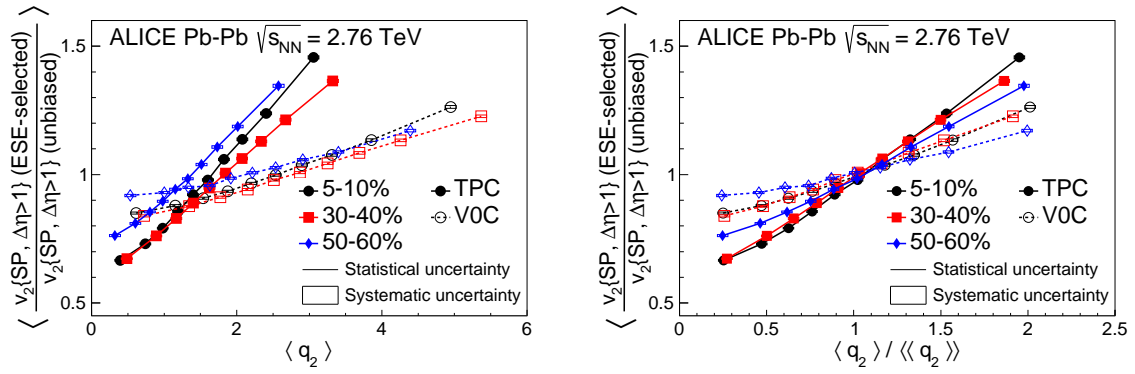 ALICE Pb-Pb √s_NN = 2.76 TeV
⟨ v₂{SP, Δη>1} (ESE-selected) / v₂{SP, Δη>1} (unbiased) ⟩
1.5
1
0.5
5-10%
30-40%
50-60%
TPC
V0C
Statistical uncertainty
Systematic uncertainty
0 2 4 6
⟨ q₂ ⟩
ALICE Pb-Pb √s_NN = 2.76 TeV
⟨ v₂{SP, Δη>1} (ESE-selected) / v₂{SP, Δη>1} (unbiased) ⟩
1.5
1
0.5
5-10%
30-40%
50-60%
TPC
V0C
Statistical uncertainty
Systematic uncertainty
0 0.5 1 1.5 2 2.5
⟨ q₂ ⟩ / ⟨⟨ q₂ ⟩⟩